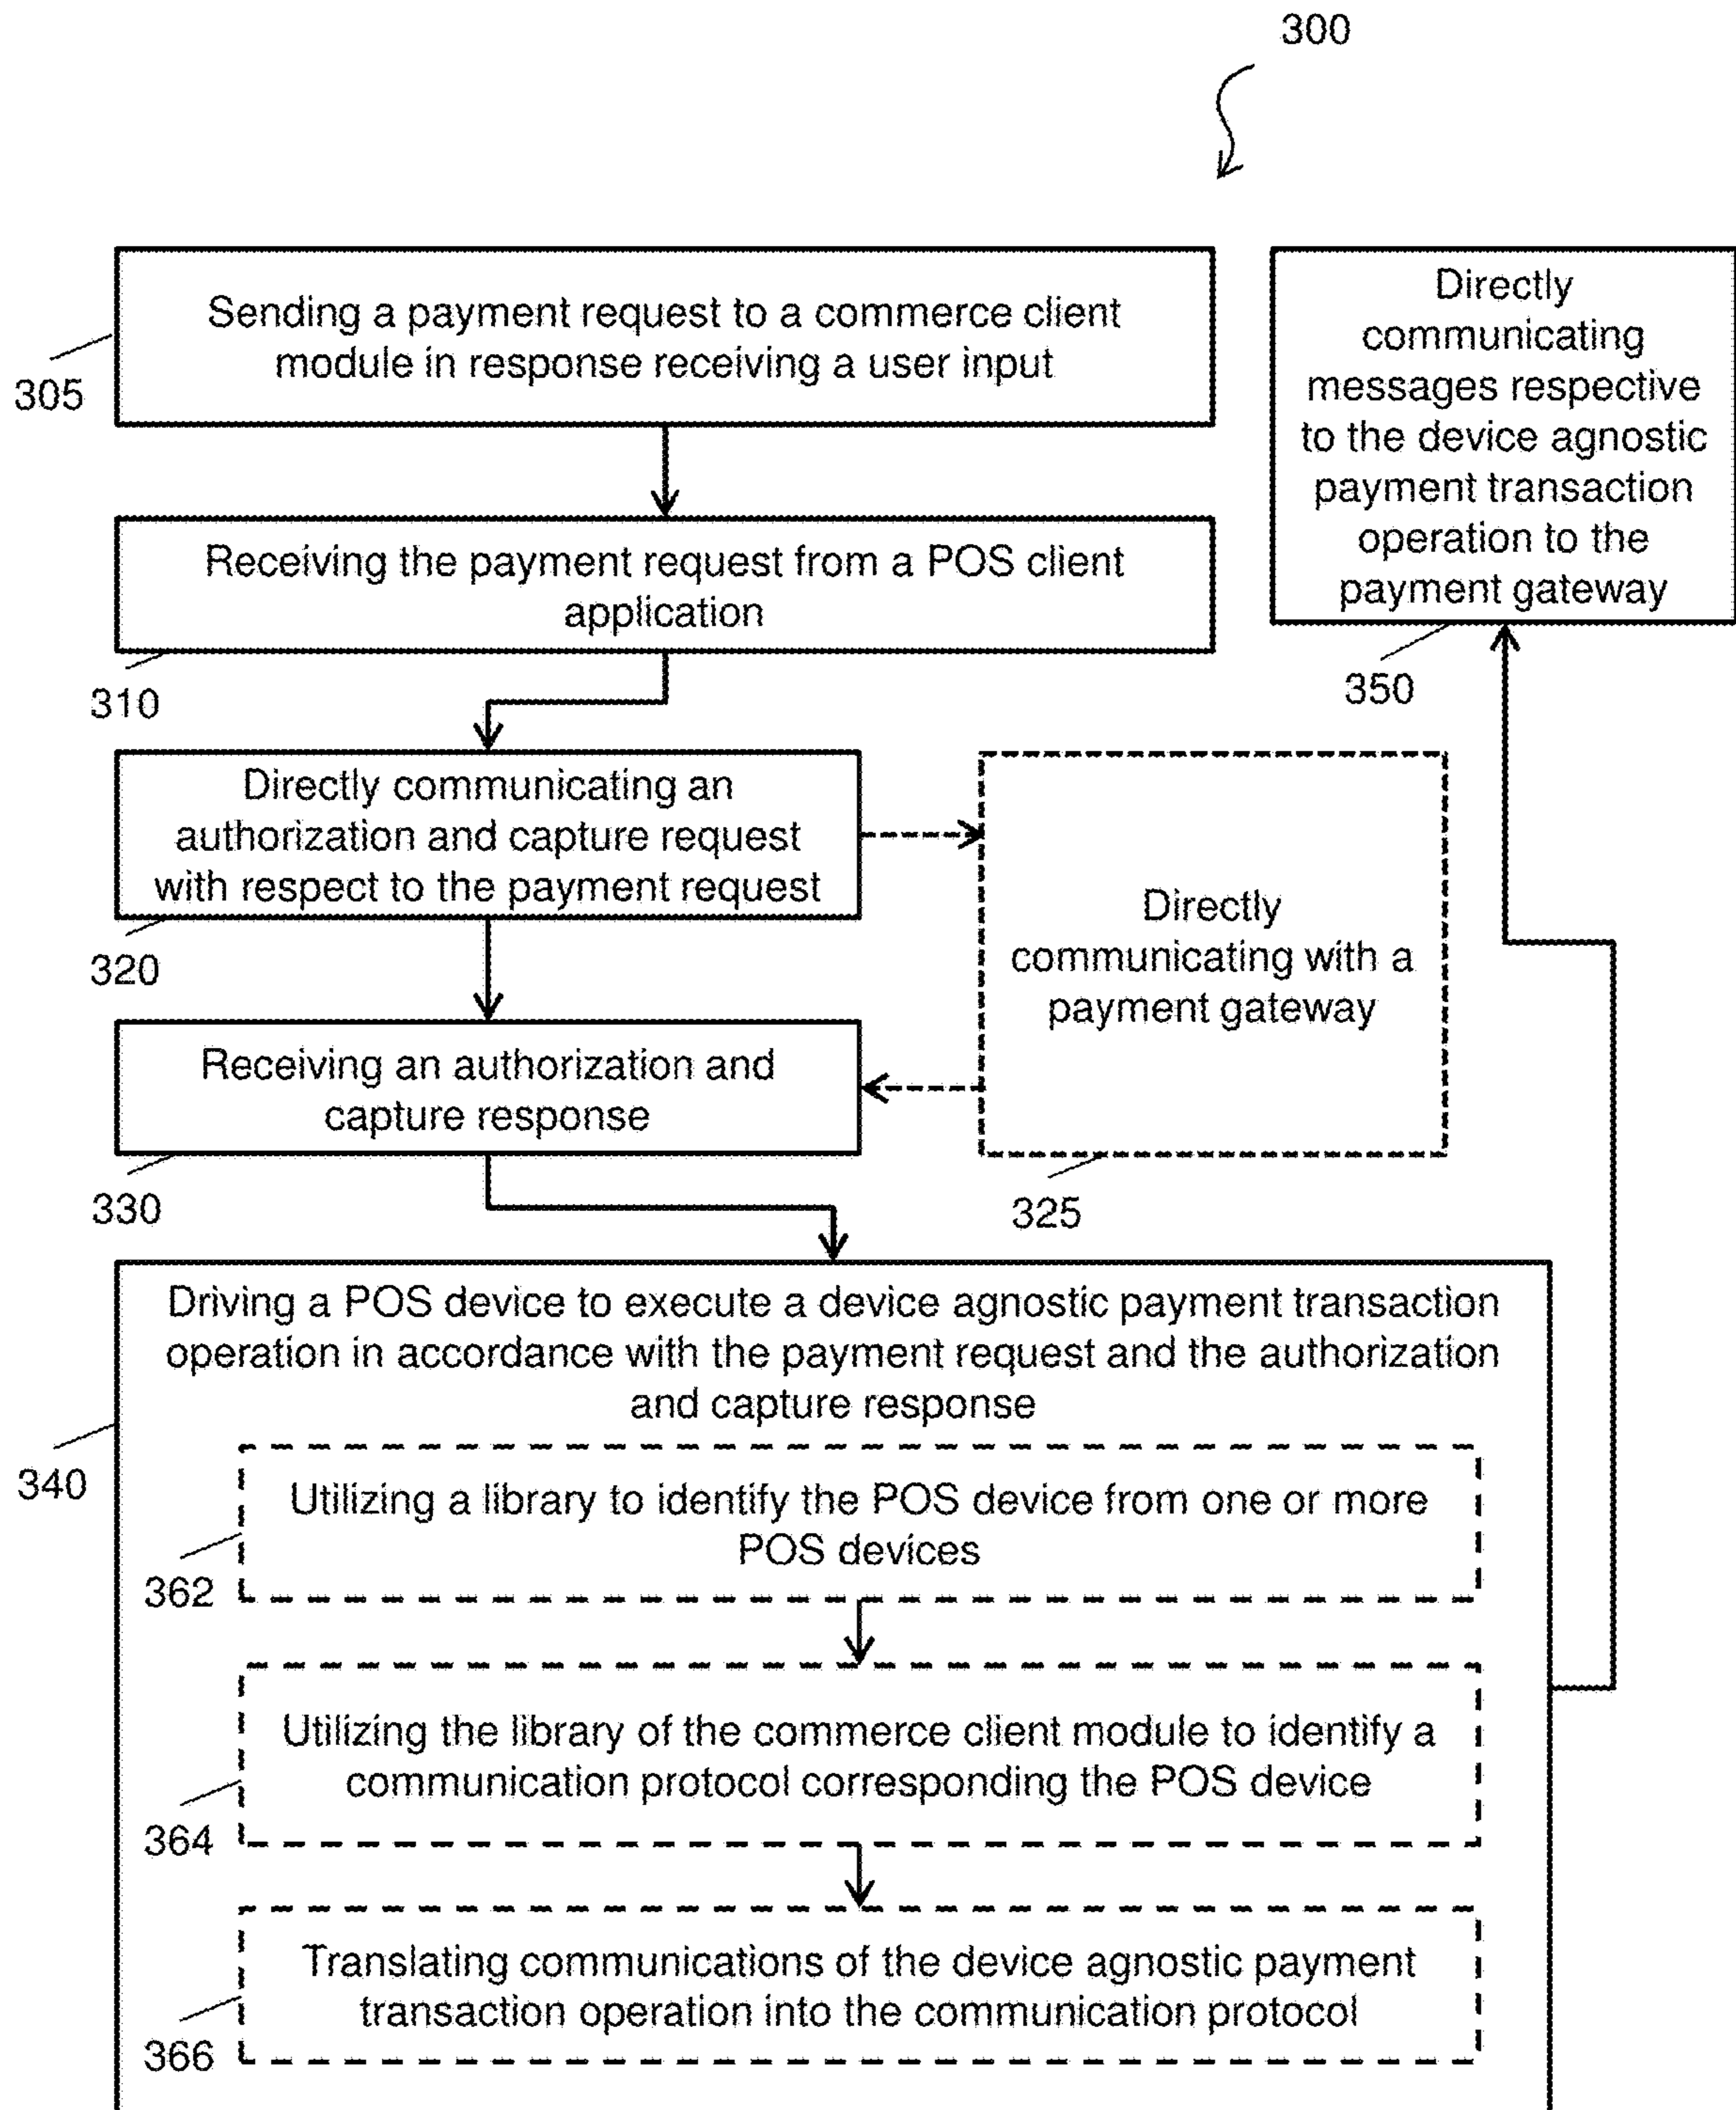 300
Sending a payment request to a commerce client
module in response receiving a user input
305
Receiving the payment request from a POS client
application
310
Directly communicating an
authorization and capture request
with respect to the payment request
320
Directly
communicating with a
payment gateway
325
Receiving an authorization and
capture response
330
Driving a POS device to execute a device agnostic payment transaction
operation in accordance with the payment request and the authorization
and capture response
340
Utilizing a library to identify the POS device from one or more
POS devices
362
Utilizing the library of the commerce client module to identify a
communication protocol corresponding the POS device
364
Translating communications of the device agnostic payment
transaction operation into the communication protocol
366
Directly
communicating
messages respective
to the device agnostic
payment transaction
operation to the
payment gateway
350